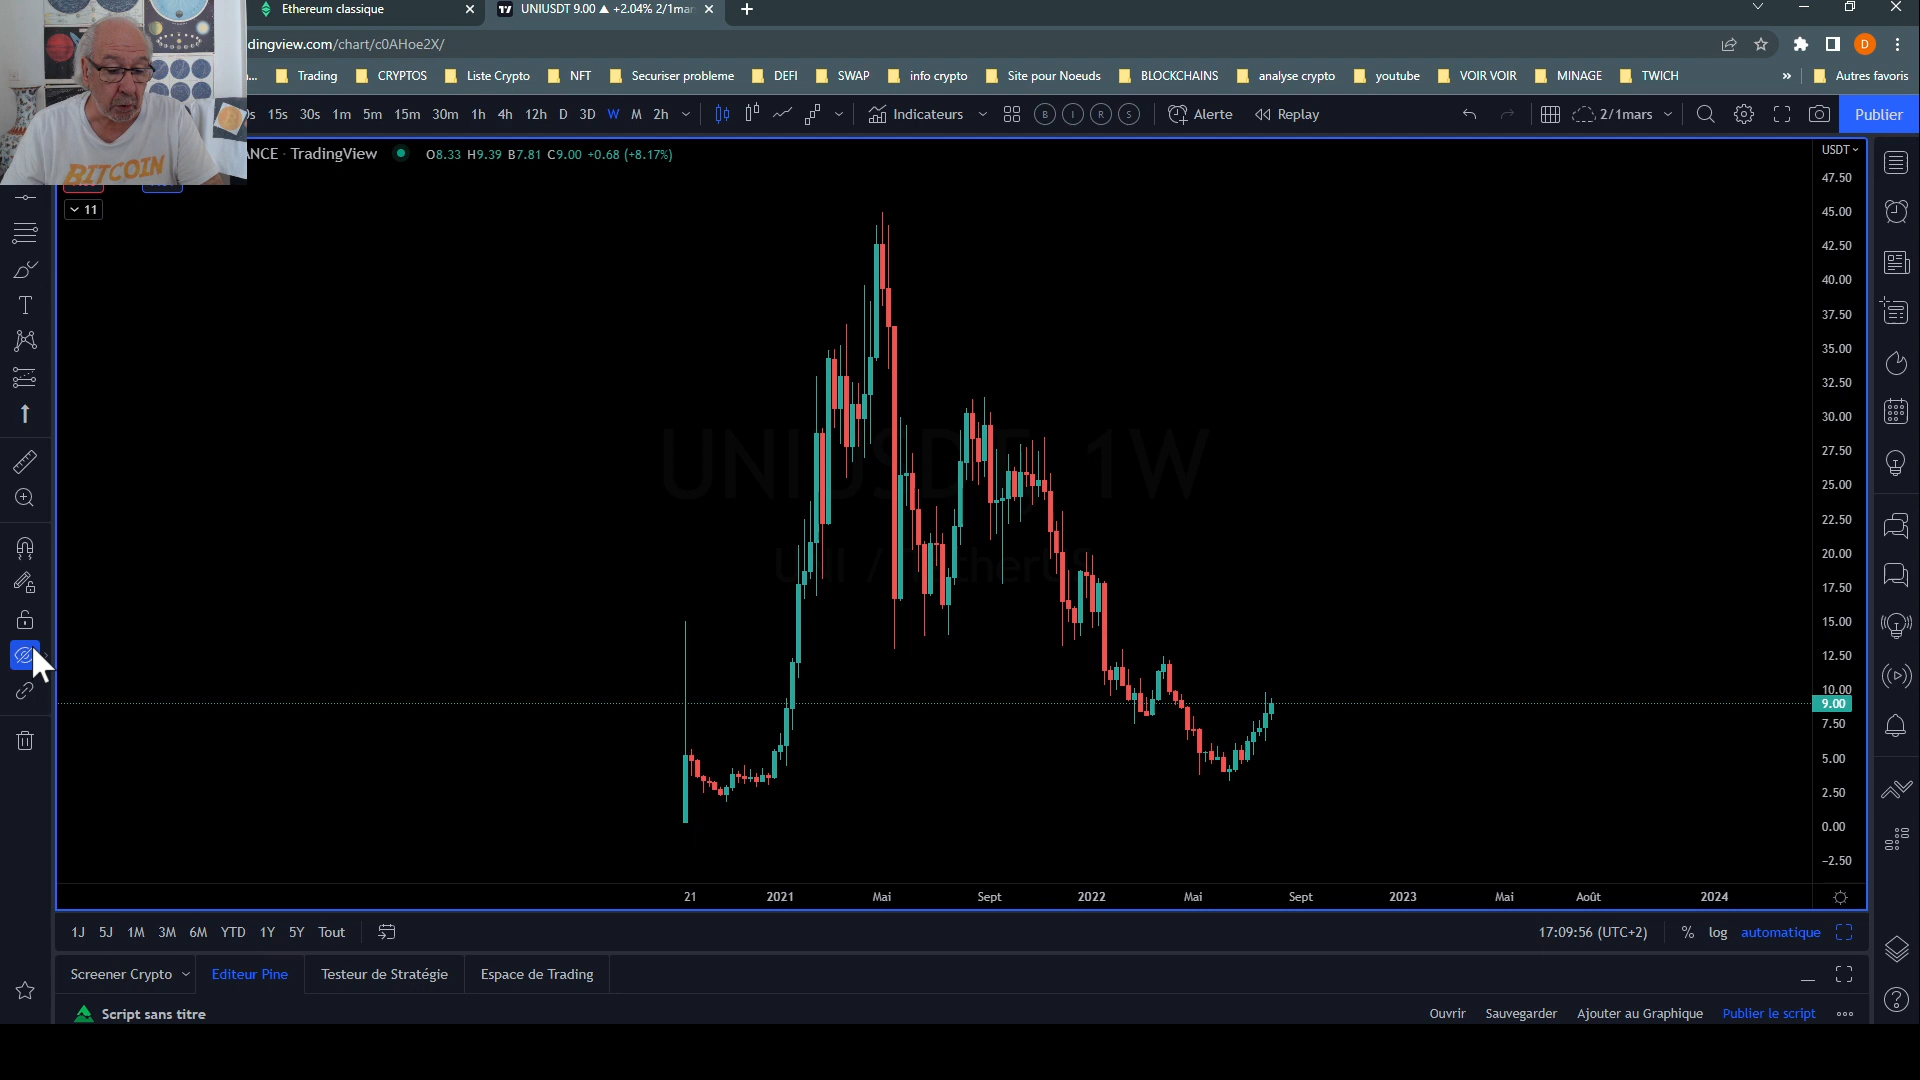 Ethereum classique
UNIUSDT 9.00 ▲ +2.04% 2/1mar
dingview.com/chart/c0AHoe2X/
Trading CRYPTOS Liste Crypto NFT Securiser probleme DEFI SWAP info crypto Site pour Noeuds BLOCKCHAINS analyse crypto youtube VOIR VOIR MINAGE TWICH » Autres favoris
15s 30s 1m 5m 15m 30m 1h 4h 12h D 3D W M 2h Indicateurs B I R S Alerte Replay 2/1mars Publier
BITCOIN
ANCE · TradingView O8.33 H9.39 B7.81 C9.00 +0.68 (+8.17%) USDT
11
47.50
45.00
42.50
40.00
37.50
35.00
32.50
30.00
27.50
25.00
22.50
20.00
17.50
15.00
12.50
10.00
9.00
7.50
5.00
2.50
0.00
−2.50
UNIUSDT, 1W
21 2021 Mai Sept 2022 Mai Sept 2023 Mai Août 2024
1J 5J 1M 3M 6M YTD 1Y 5Y Tout 17:09:56 (UTC+2) % log automatique
Screener Crypto Editeur Pine Testeur de Stratégie Espace de Trading
Script sans titre Ouvrir Sauvegarder Ajouter au Graphique Publier le script